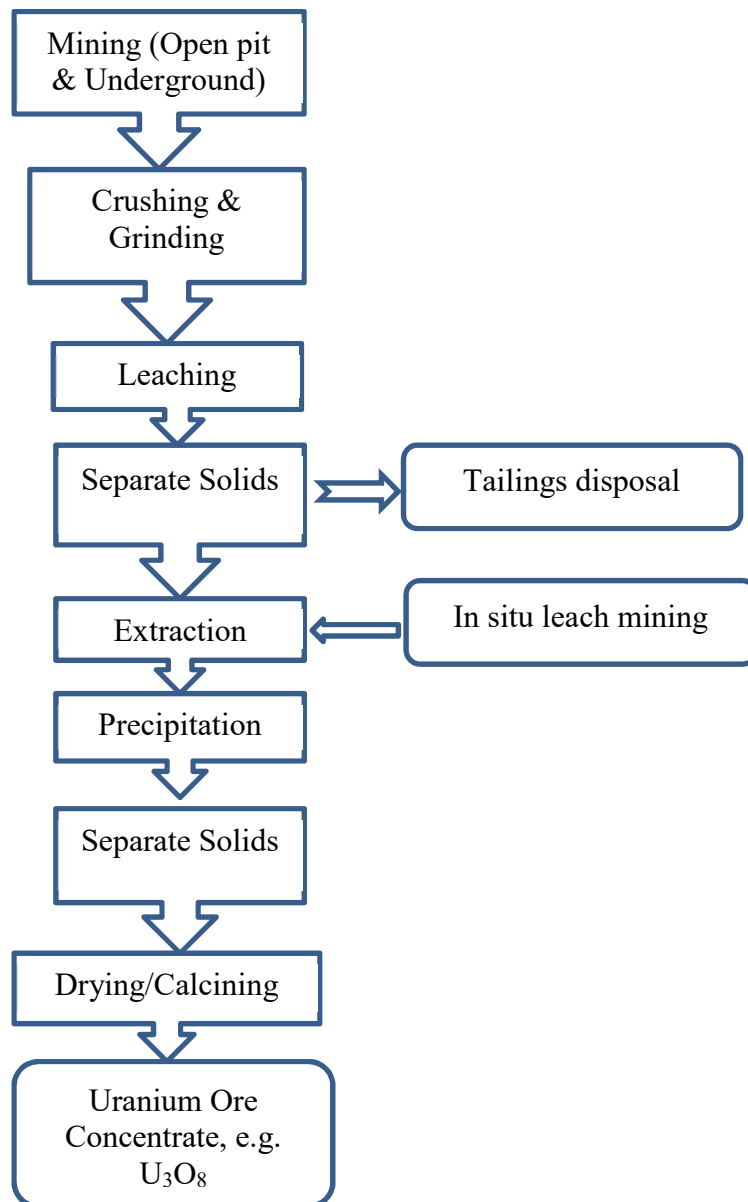 Mining (Open pit
& Underground)
Crushing &
Grinding
Leaching
Separate Solids
Tailings disposal
Extraction
In situ leach mining
Precipitation
Separate Solids
Drying/Calcining
Uranium Ore
Concentrate, e.g.
U₃O₈